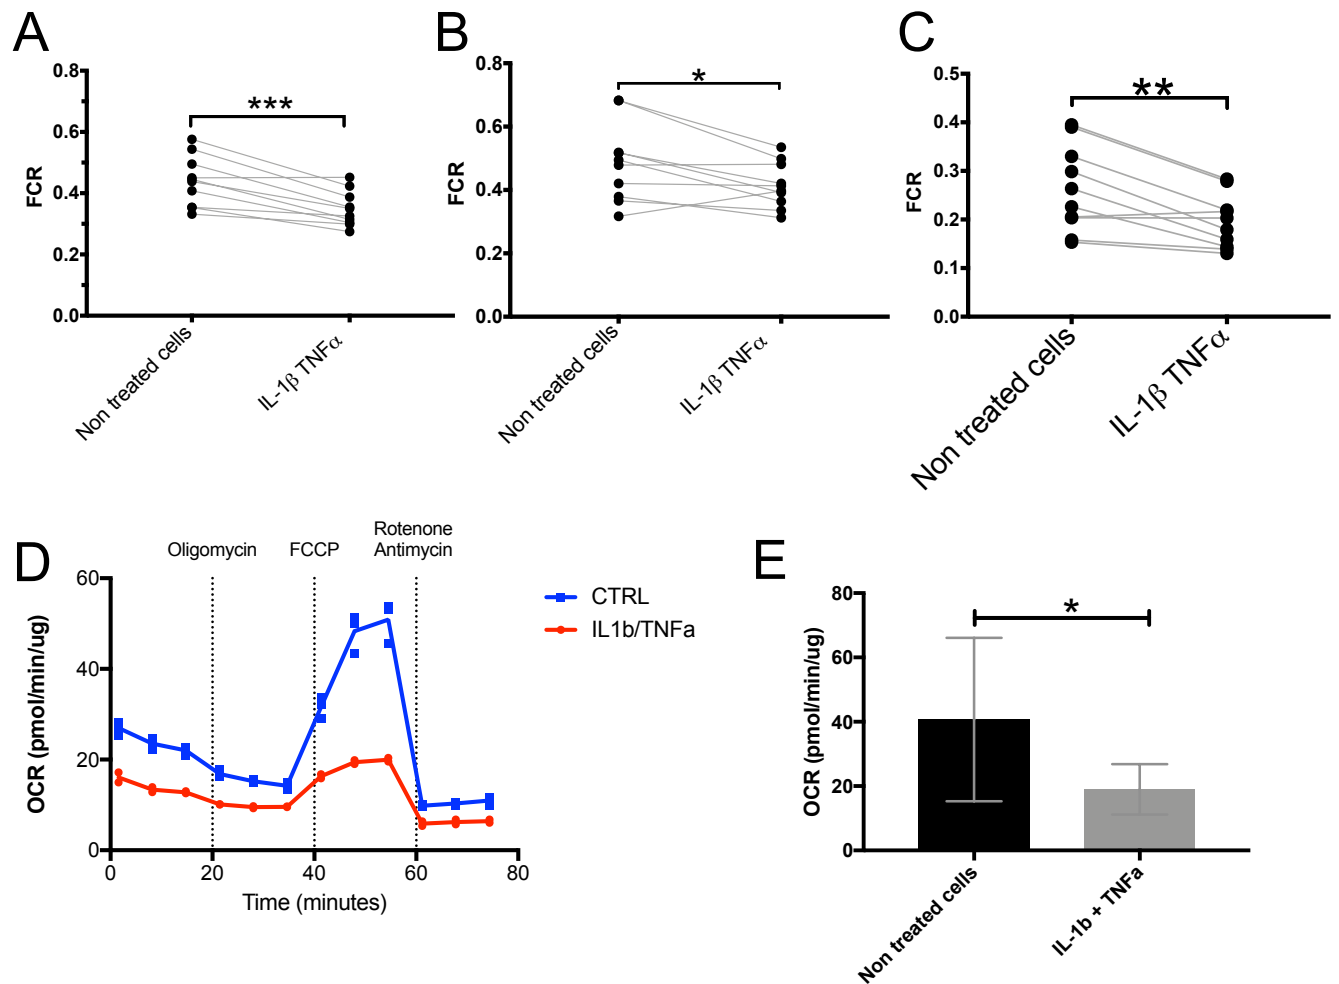 A
B
C
0.8
0.6
0.4
0.2
0.0
FCR
***
Non treated cells
IL-1β TNFα
0.8
0.6
0.4
0.2
0.0
FCR
*
Non treated cells
IL-1β TNFα
0.5
0.4
0.3
0.2
0.1
0.0
FCR
**
Non treated cells
IL-1β TNFα
D
Oligomycin
FCCP
Rotenone
Antimycin
60
40
20
0
OCR (pmol/min/ug)
0
20
40
60
80
Time (minutes)
CTRL
IL1b/TNFa
E
80
60
40
20
0
OCR (pmol/min/ug)
*
Non treated cells
IL-1b + TNFa